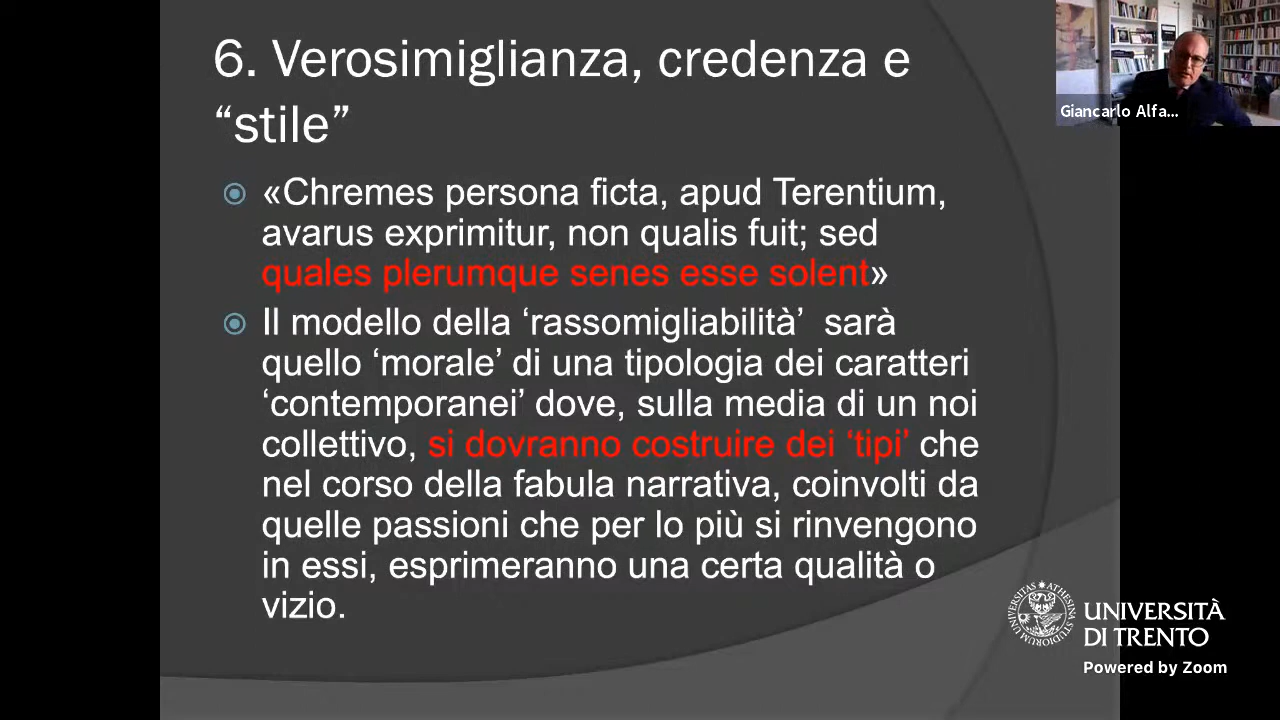 6. Verosimiglianza, credenza e
“stile”
«Chremes persona ficta, apud Terentium,
avarus exprimitur, non qualis fuit; sed
quales plerumque senes esse solent»
Il modello della ‘rassomigliabilità’ sarà
quello ‘morale’ di una tipologia dei caratteri
‘contemporanei’ dove, sulla media di un noi
collettivo, si dovranno costruire dei ‘tipi’ che
nel corso della fabula narrativa, coinvolti da
quelle passioni che per lo più si rinvengono
in essi, esprimeranno una certa qualità o
vizio.
Giancarlo Alfa...
UNIVERSITAS ATHESINA STUDIORUM
UNIVERSITÀ
DI TRENTO
Powered by Zoom